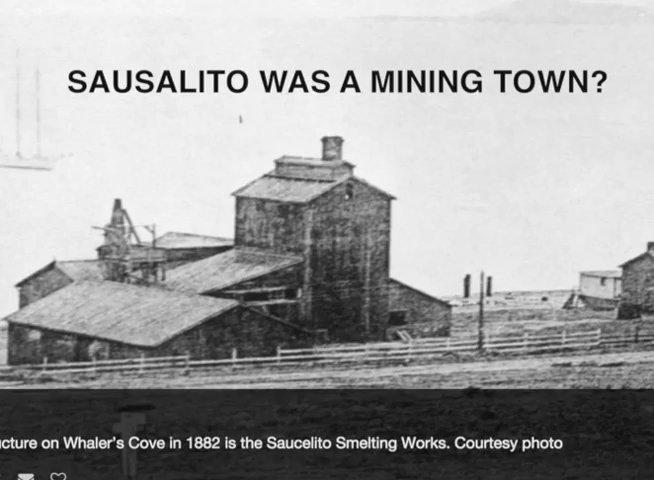 SAUSALITO WAS A MINING TOWN?
ucture on Whaler's Cove in 1882 is the Saucelito Smelting Works. Courtesy photo